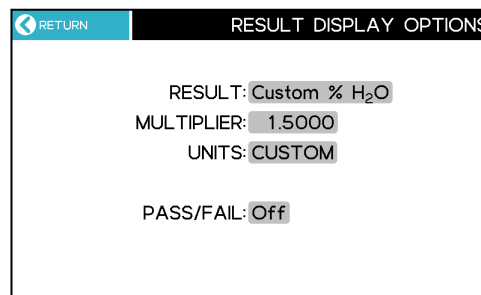 RETURN RESULT DISPLAY OPTIONS
RESULT: Custom % H₂O
MULTIPLIER: 1.5000
UNITS: CUSTOM
PASS/FAIL: Off